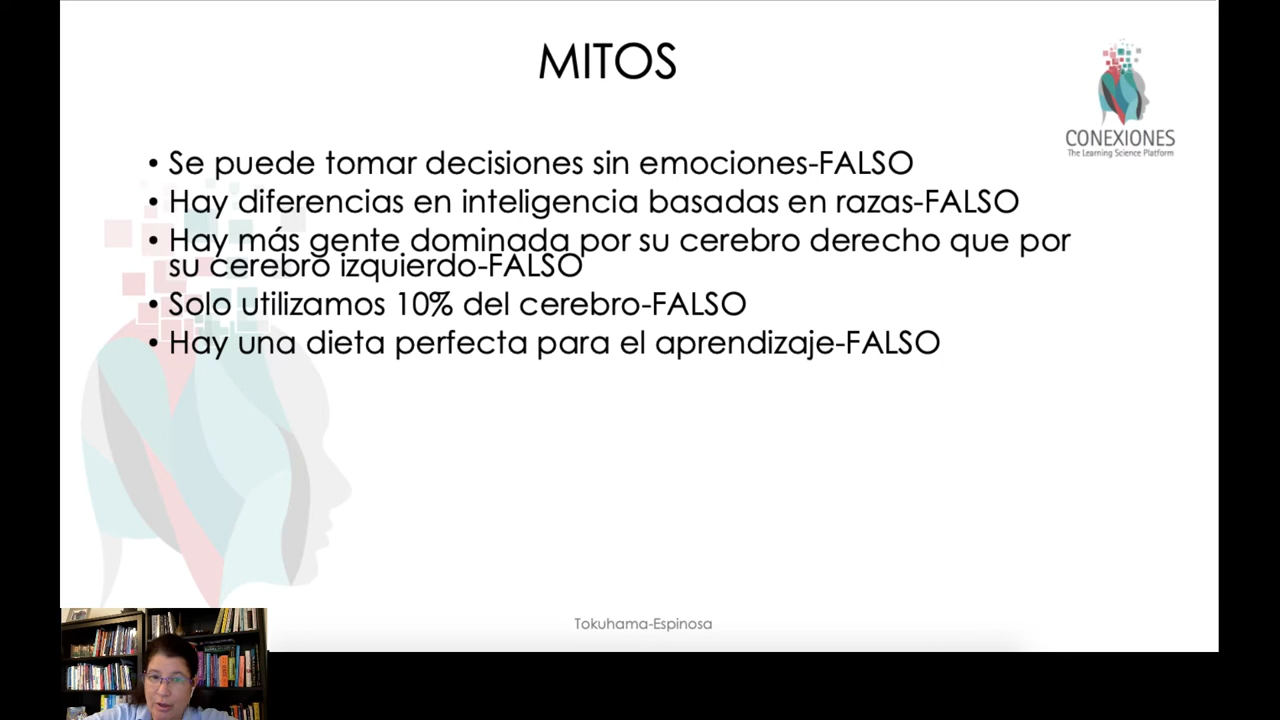 MITOS
CONEXIONES
The Learning Science Platform
• Se puede tomar decisiones sin emociones-FALSO
• Hay diferencias en inteligencia basadas en razas-FALSO
• Hay más gente dominada por su cerebro derecho que por
su cerebro izquierdo-FALSO
• Solo utilizamos 10% del cerebro-FALSO
• Hay una dieta perfecta para el aprendizaje-FALSO
Tokuhama-Espinosa